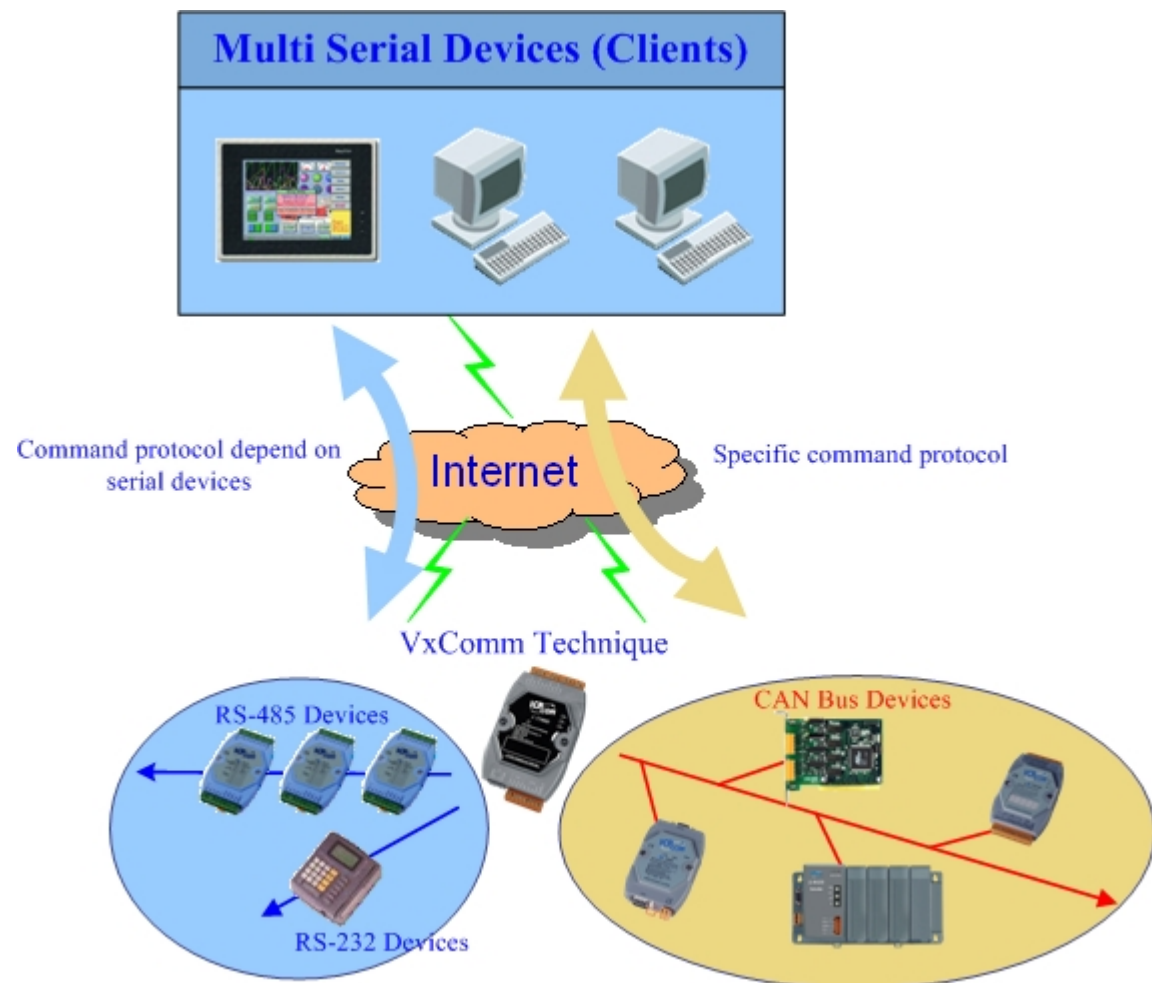 Multi Serial Devices (Clients)
Command protocol depend on
serial devices
Internet
Specific command protocol
VxComm Technique
RS-485 Devices
CAN Bus Devices
RS-232 Devices